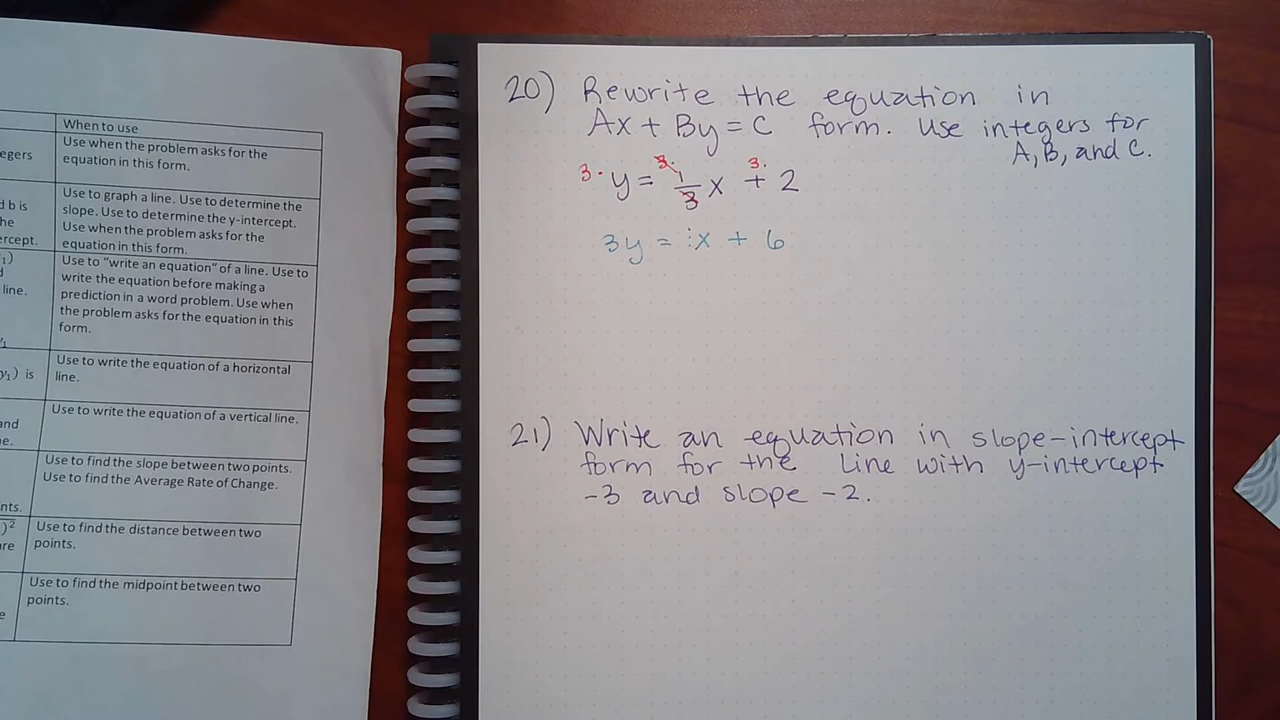 When to use
egers
Use when the problem asks for the
equation in this form.
d b is
he
ercept.
Use to graph a line. Use to determine the
slope. Use to determine the y-intercept.
Use when the problem asks for the
equation in this form.
1)
d
line.
y₁
Use to “write an equation” of a line. Use to
write the equation before making a
prediction in a word problem. Use when
the problem asks for the equation in this
form.
y₁) is
Use to write the equation of a horizontal
line.
and
e.
Use to write the equation of a vertical line.
nts.
Use to find the slope between two points.
Use to find the Average Rate of Change.
)²
are
Use to find the distance between two
points.
e
Use to find the midpoint between two
points.
20) Rewrite the equation in
Ax + By = C form. Use integers for
A, B, and C.
3· y = 3· 1/3 x 3· + 2
3y = x + 6
21) Write an equation in slope-intercept
form for the line with y-intercept
-3 and slope -2.